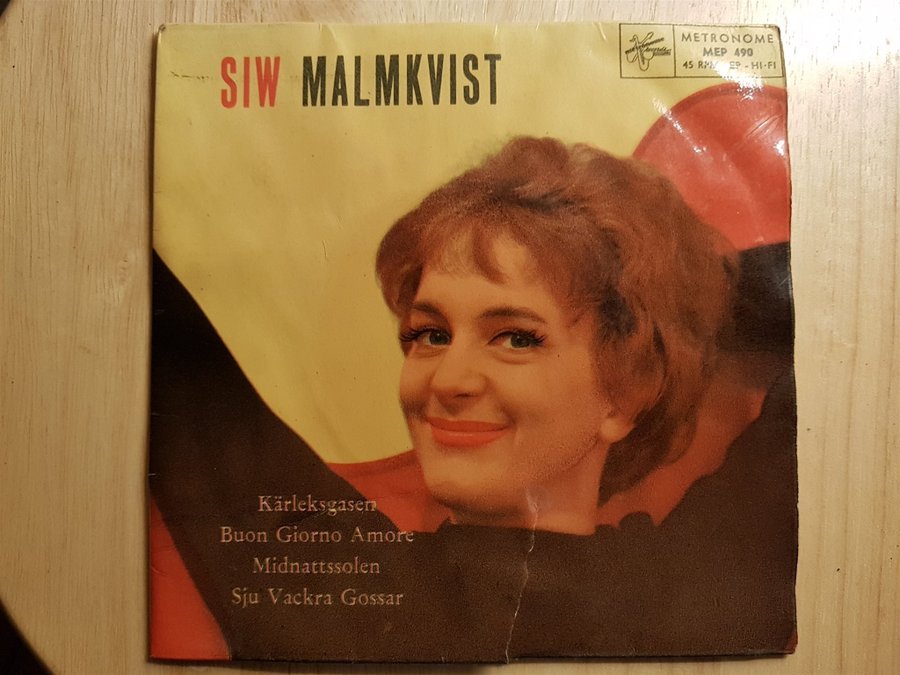 SIW MALMKVIST
METRONOME
MEP 490
45 RPM EP - HI-FI
Kärleksgasen
Buon Giorno Amore
Midnattssolen
Sju Vackra Gossar